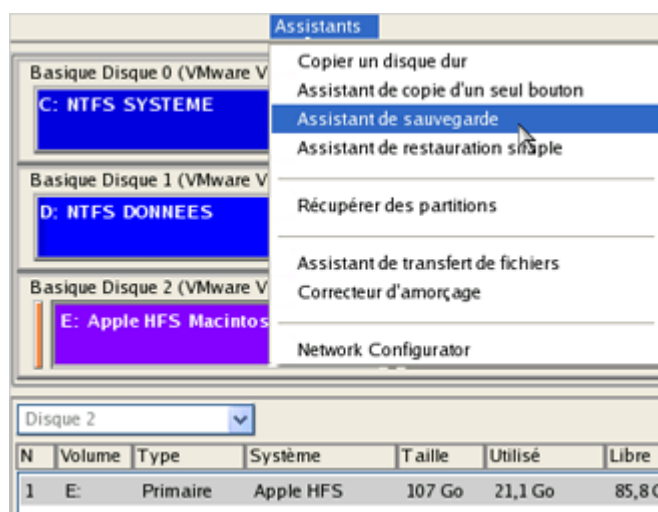 Assistants
Copier un disque dur
Assistant de copie d'un seul bouton
Assistant de sauvegarde
Assistant de restauration simple
Récupérer des partitions
Assistant de transfert de fichiers
Correcteur d'amorçage
Network Configurator
Basique Disque 0 (VMware V
C: NTFS SYSTEME
Basique Disque 1 (VMware V
D: NTFS DONNEES
Basique Disque 2 (VMware V
E: Apple HFS Macintos
Disque 2
N Volume Type Système Taille Utilisé Libre
1 E: Primaire Apple HFS 107 Go 21,1 Go 85,8